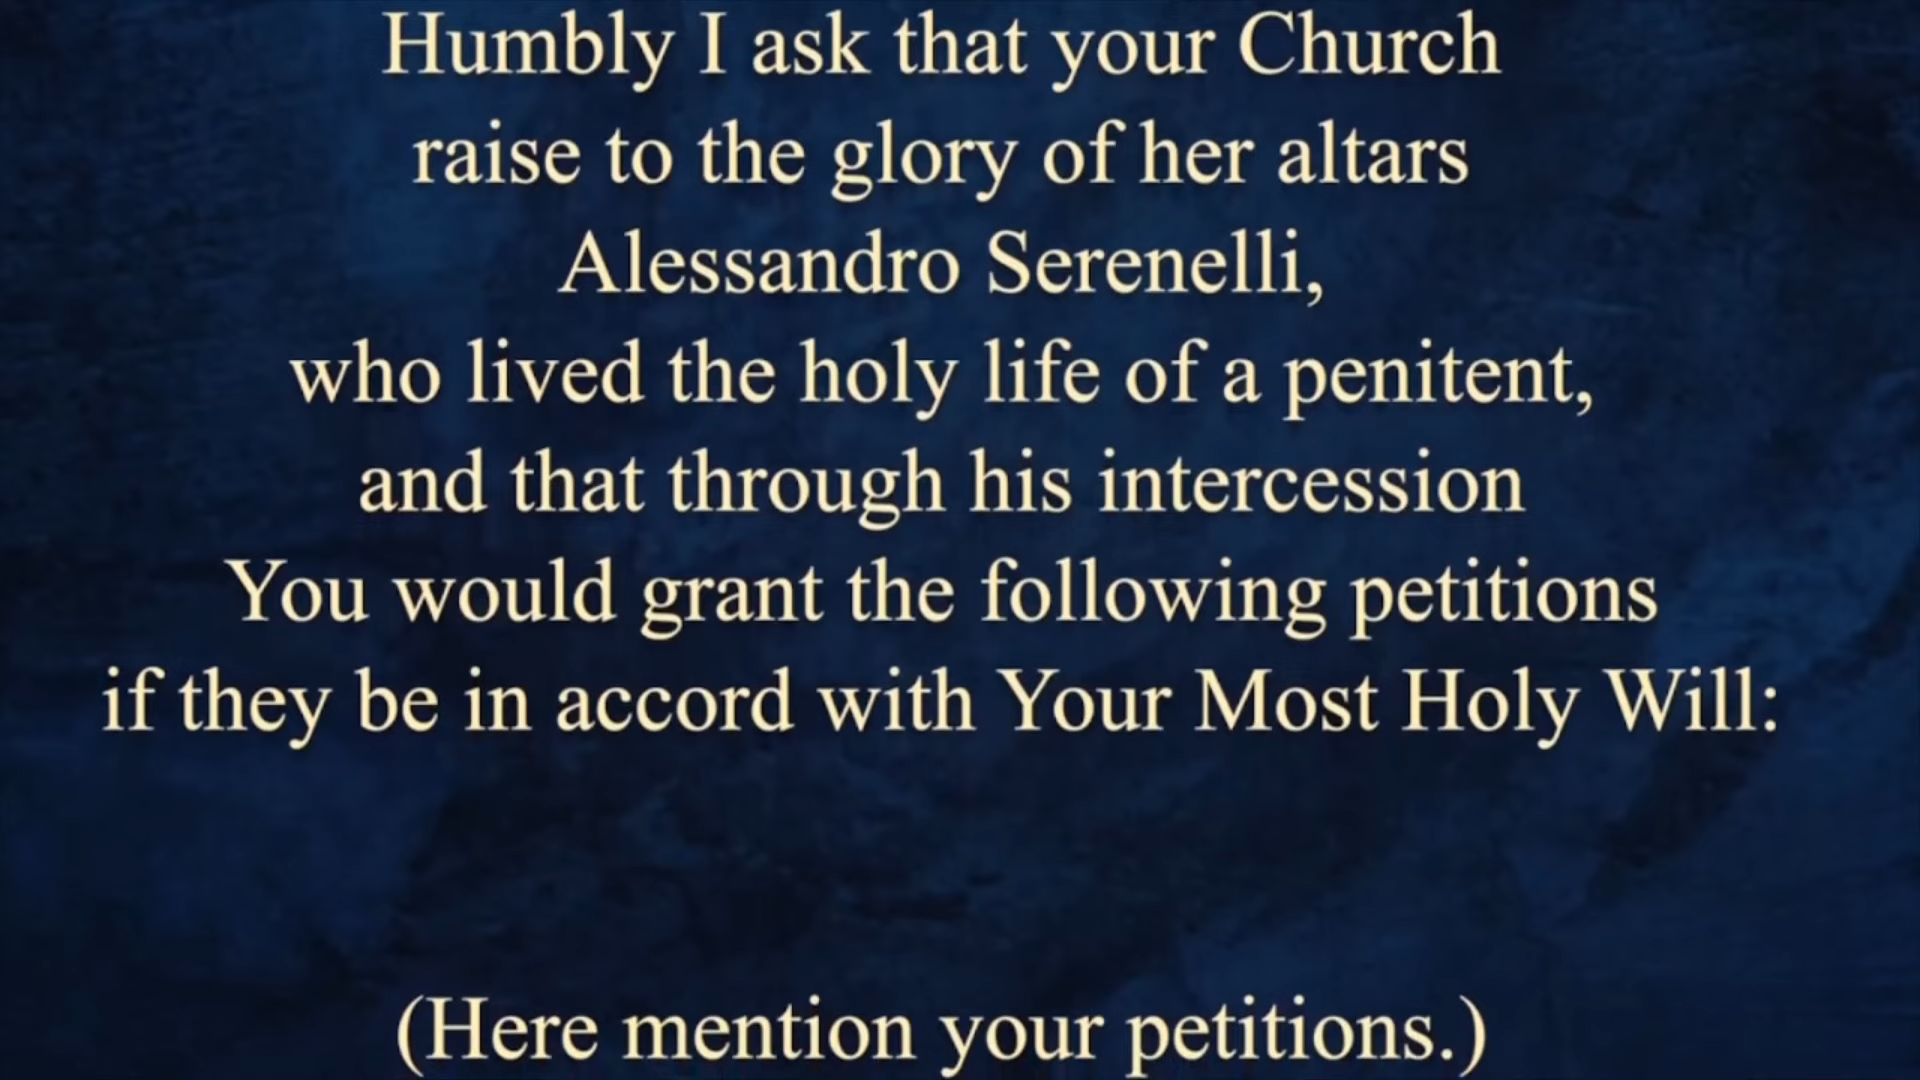 Humbly I ask that your Church
raise to the glory of her altars
Alessandro Serenelli,
who lived the holy life of a penitent,
and that through his intercession
You would grant the following petitions
if they be in accord with Your Most Holy Will:
(Here mention your petitions.)